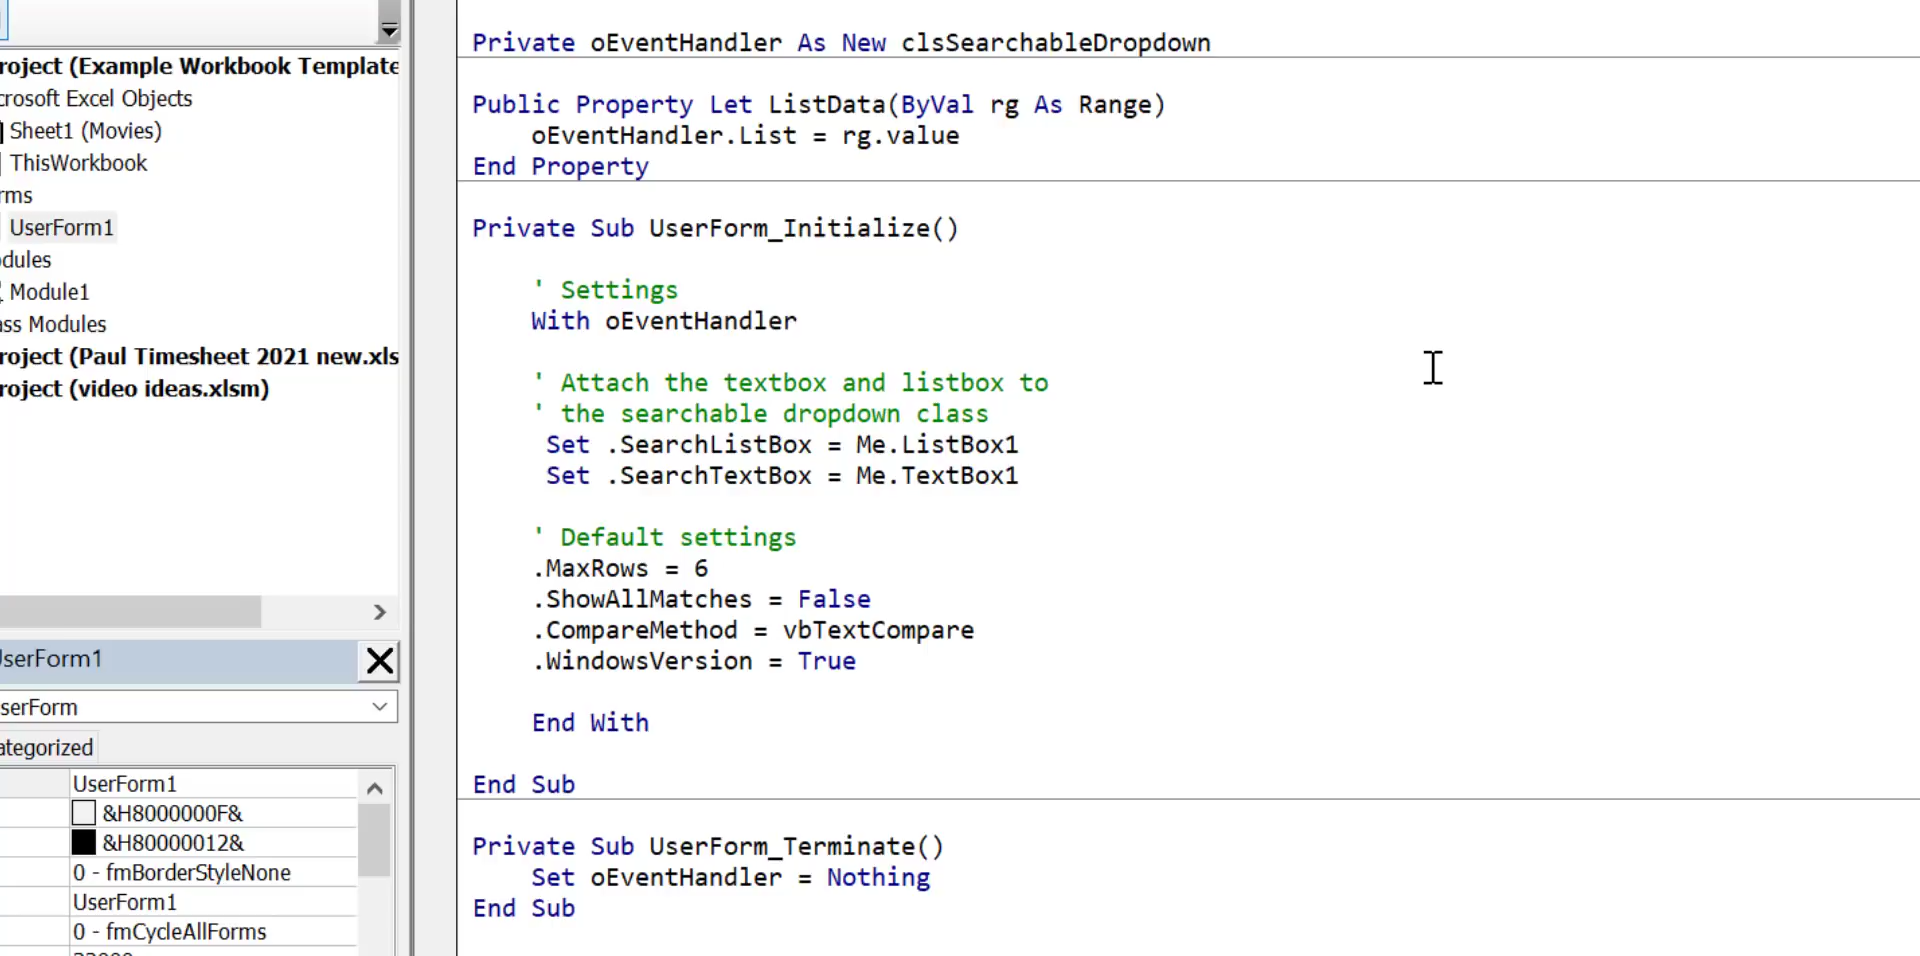 roject (Example Workbook Template
crosoft Excel Objects
Sheet1 (Movies)
ThisWorkbook
rms
UserForm1
odules
Module1
ass Modules
roject (Paul Timesheet 2021 new.xls
roject (video ideas.xlsm)
UserForm1
serForm
ategorized
UserForm1
&H8000000F&
&H80000012&
0 - fmBorderStyleNone
UserForm1
0 - fmCycleAllForms
Private oEventHandler As New clsSearchableDropdown
Public Property Let ListData(ByVal rg As Range)
oEventHandler.List = rg.value
End Property
Private Sub UserForm_Initialize()
' Settings
With oEventHandler
' Attach the textbox and listbox to
' the searchable dropdown class
Set .SearchListBox = Me.ListBox1
Set .SearchTextBox = Me.TextBox1
' Default settings
.MaxRows = 6
.ShowAllMatches = False
.CompareMethod = vbTextCompare
.WindowsVersion = True
End With
End Sub
Private Sub UserForm_Terminate()
Set oEventHandler = Nothing
End Sub